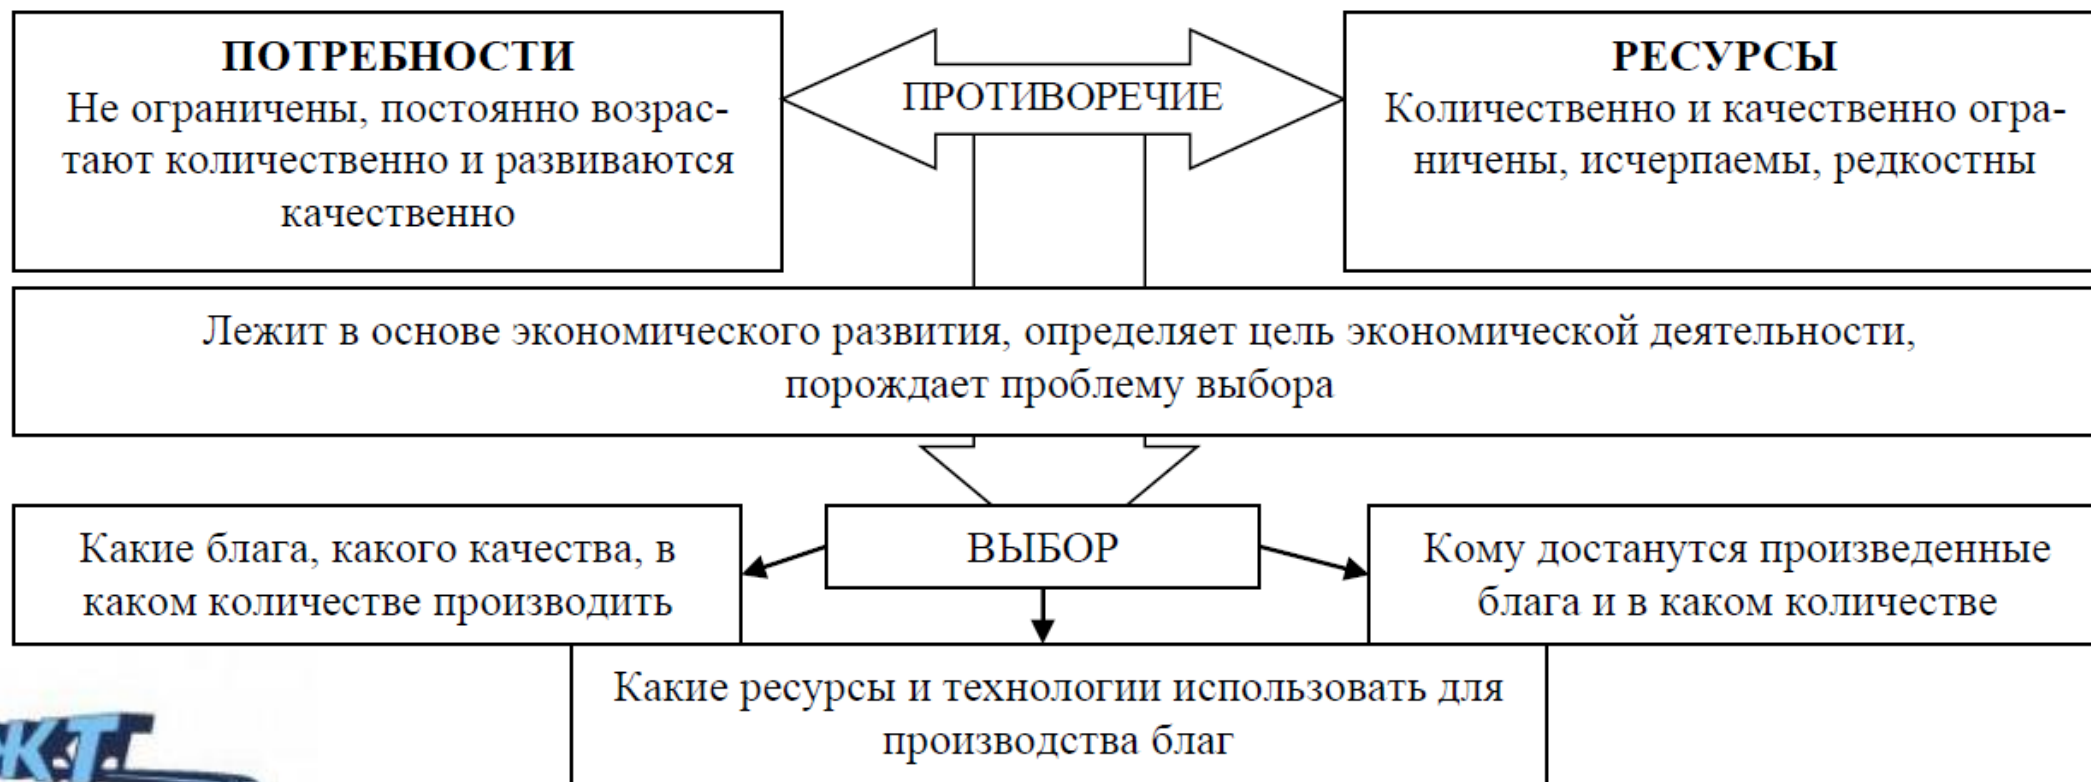 ПОТРЕБНОСТИ
Не ограничены, постоянно возрас-
тают количественно и развиваются
качественно
ПРОТИВОРЕЧИЕ
РЕСУРСЫ
Количественно и качественно огра-
ничены, исчерпаемы, редкостны
Лежит в основе экономического развития, определяет цель экономической деятельности,
порождает проблему выбора
ВЫБОР
Какие блага, какого качества, в
каком количестве производить
Кому достанутся произведенные
блага и в каком количестве
Какие ресурсы и технологии использовать для
производства благ